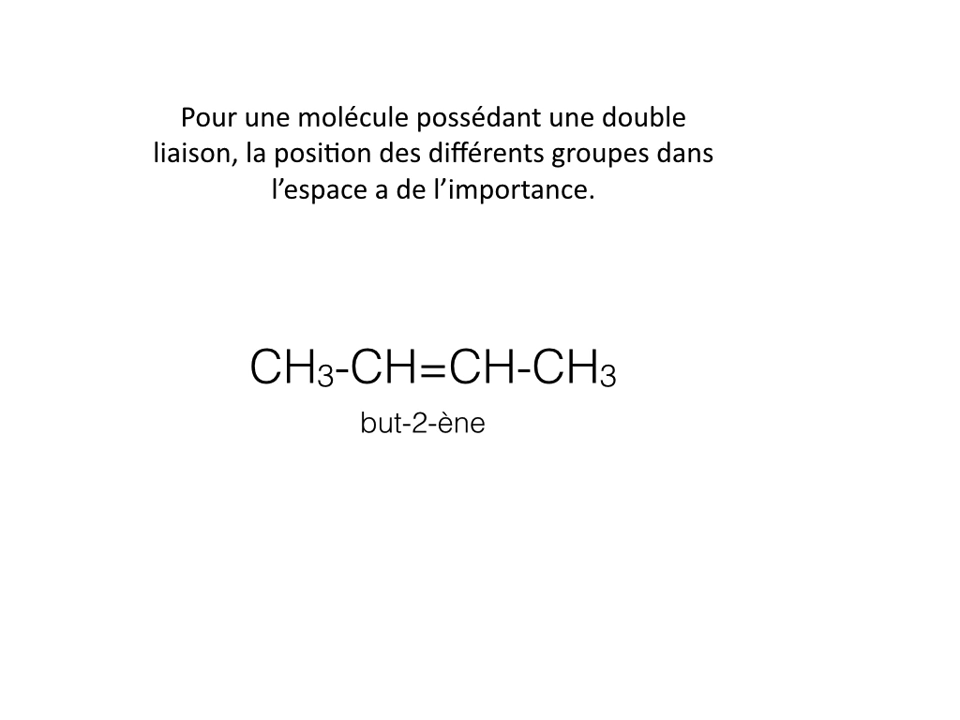 Pour une molécule possédant une double
liaison, la position des différents groupes dans
l’espace a de l’importance.
CH₃-CH=CH-CH₃
but-2-ène